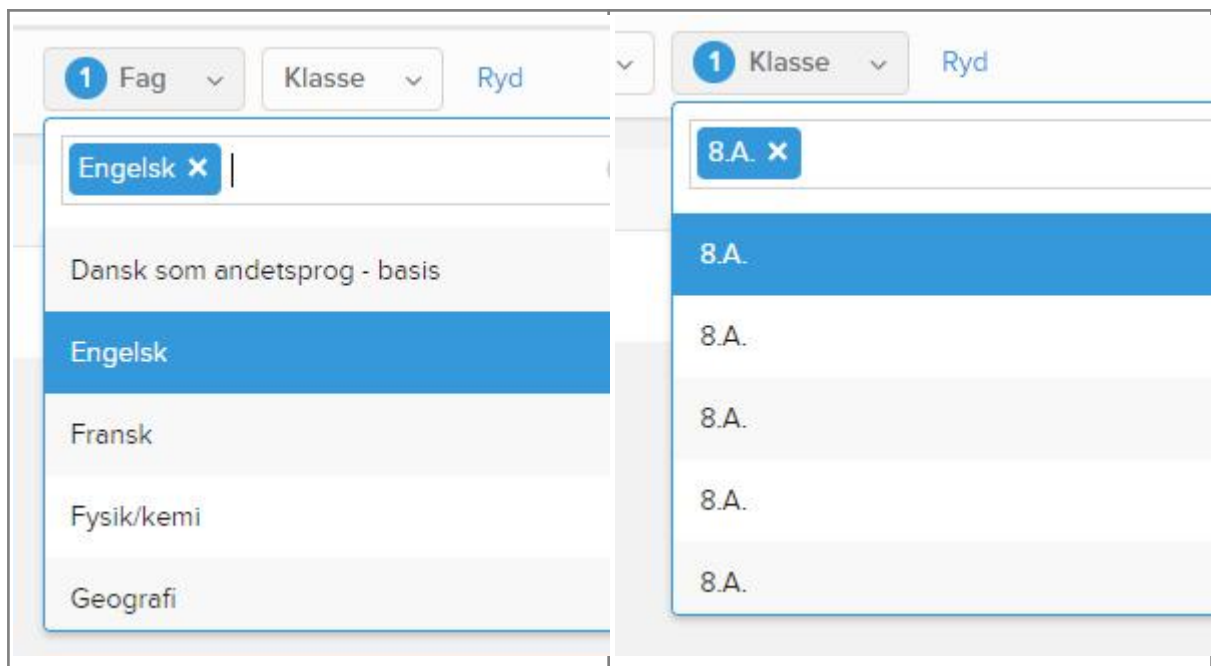 1 Fag Klasse Ryd
Engelsk ×
Dansk som andetsprog - basis
Engelsk
Fransk
Fysik/kemi
Geografi
1 Klasse Ryd
8.A. ×
8.A.
8.A.
8.A.
8.A.
8.A.